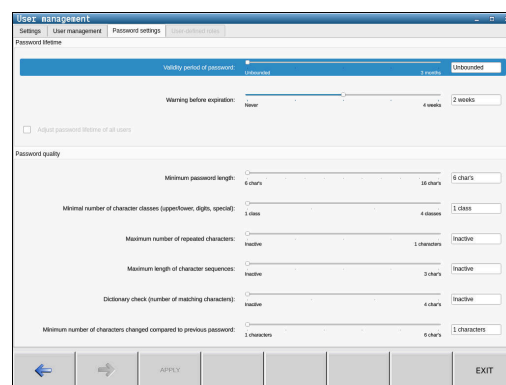 User management
Settings User management Password settings User-defined roles
Password lifetime
Validity period of password: Unbounded 3 months Unbounded
Warning before expiration: Never 4 weeks 2 weeks
Adjust password lifetime of all users
Password quality
Minimum password length: 6 char's 16 char's 6 char's
Minimal number of character classes (upper/lower, digits, special): 1 class 4 classes 1 class
Maximum number of repeated characters: Inactive 1 characters Inactive
Maximum length of character sequences: Inactive 3 char's Inactive
Dictionary check (number of matching characters): Inactive 4 char's Inactive
Minimum number of characters changed compared to previous password: 1 characters 6 char's 1 characters
APPLY EXIT